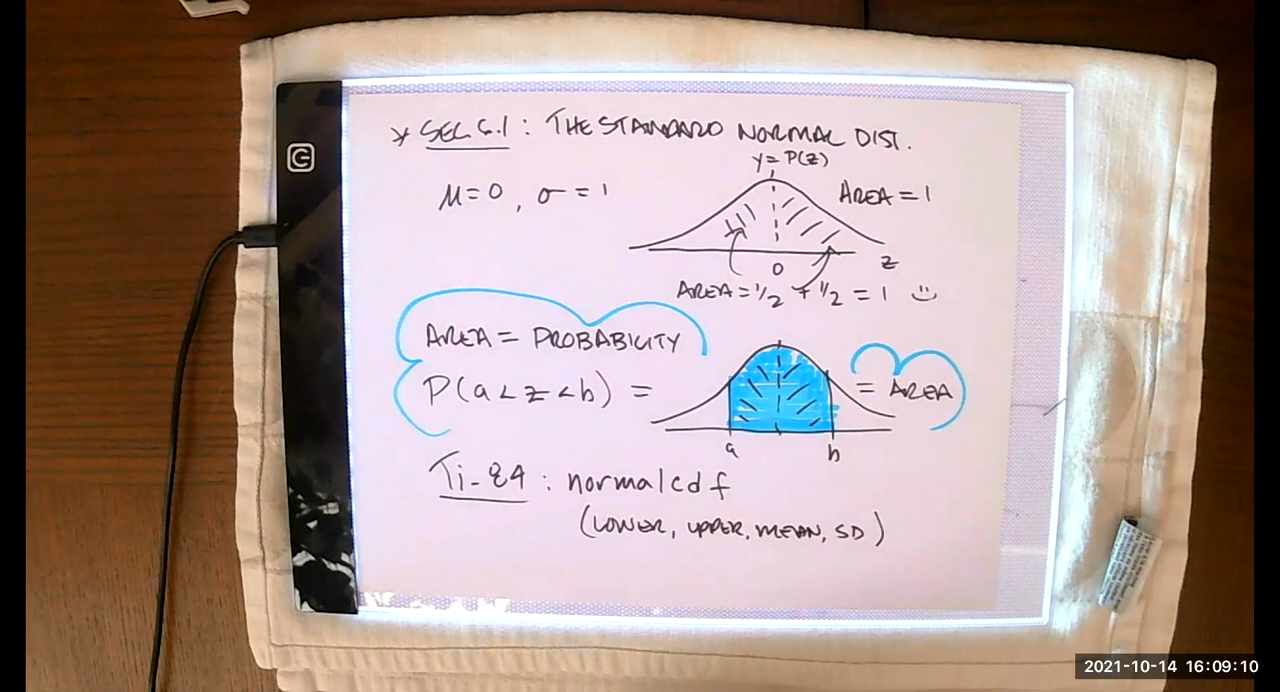 * SEC 6.1 : THE STANDARD NORMAL DIST.
y = P(z)
μ = 0 , σ = 1
AREA = 1
0
z
AREA = 1/2 + 1/2 = 1 :)
AREA = PROBABILITY
P(a < z < b) =
= AREA
a
b
Ti-84 : normalcdf
(LOWER, UPPER, MEAN, SD)
2021-10-14 16:09:10